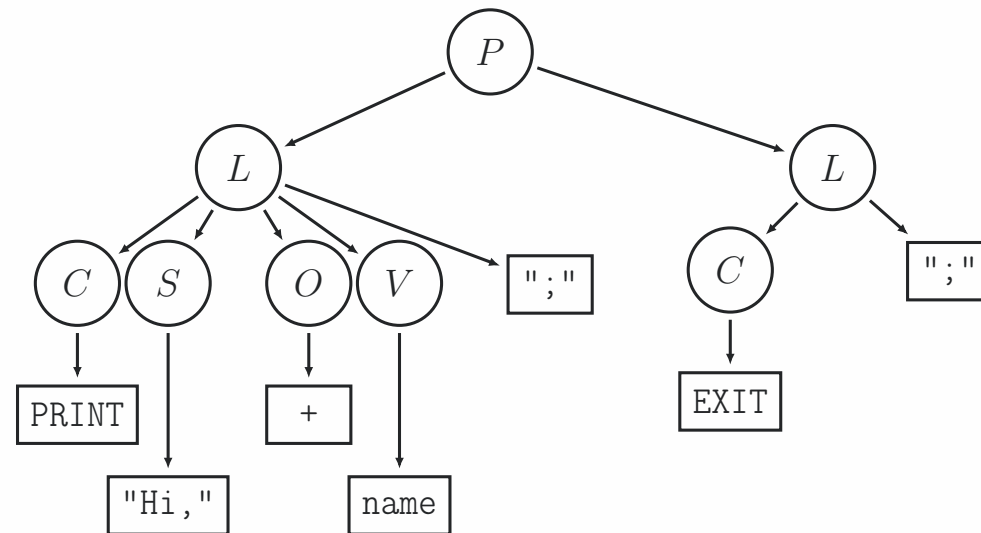 P
L L
C S O V ";" C ";"
PRINT + EXIT
"Hi," name